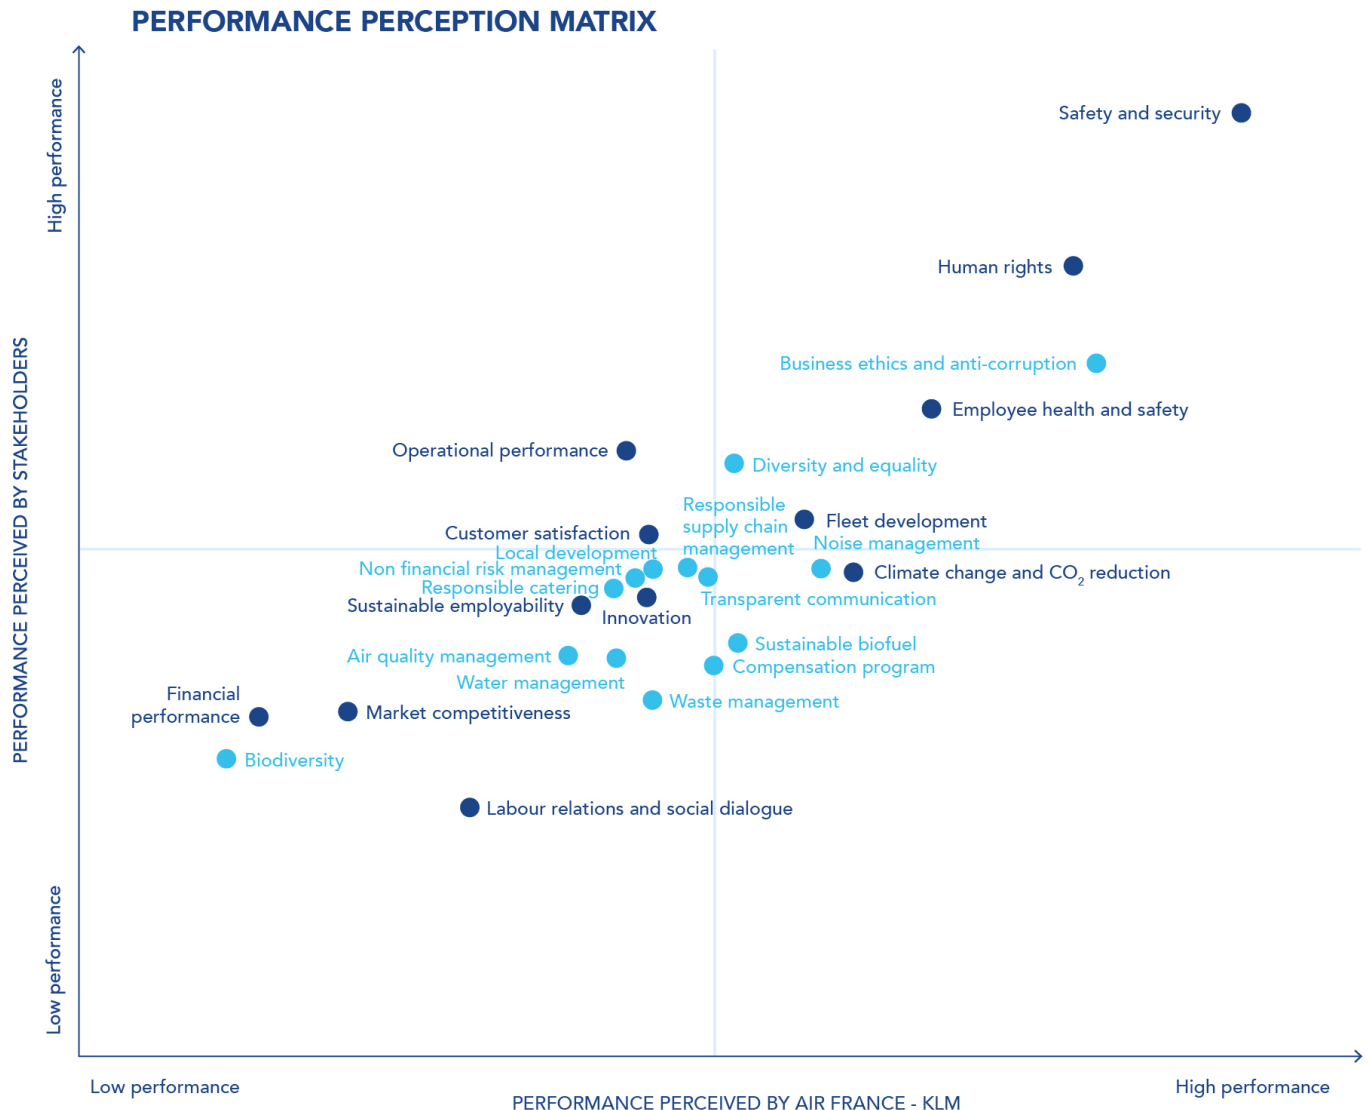 PERFORMANCE PERCEPTION MATRIX
High performance
Safety and security
Human rights
PERFORMANCE PERCEIVED BY STAKEHOLDERS
Business ethics and anti-corruption
Employee health and safety
Operational performance
Diversity and equality
Responsible
supply chain
management
Fleet development
Customer satisfaction
Noise management
Local development
Non financial risk management
Climate change and CO₂ reduction
Responsible catering
Transparent communication
Sustainable employability
Innovation
Sustainable biofuel
Air quality management
Compensation program
Water management
Waste management
Financial
performance
Market competitiveness
Biodiversity
Labour relations and social dialogue
Low performance
Low performance
High performance
PERFORMANCE PERCEIVED BY AIR FRANCE - KLM